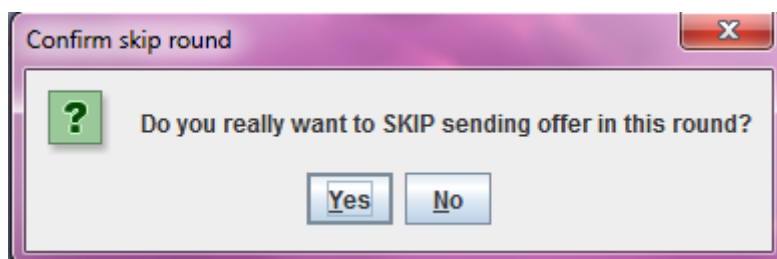 Confirm skip round
Do you really want to SKIP sending offer in this round?
Yes No